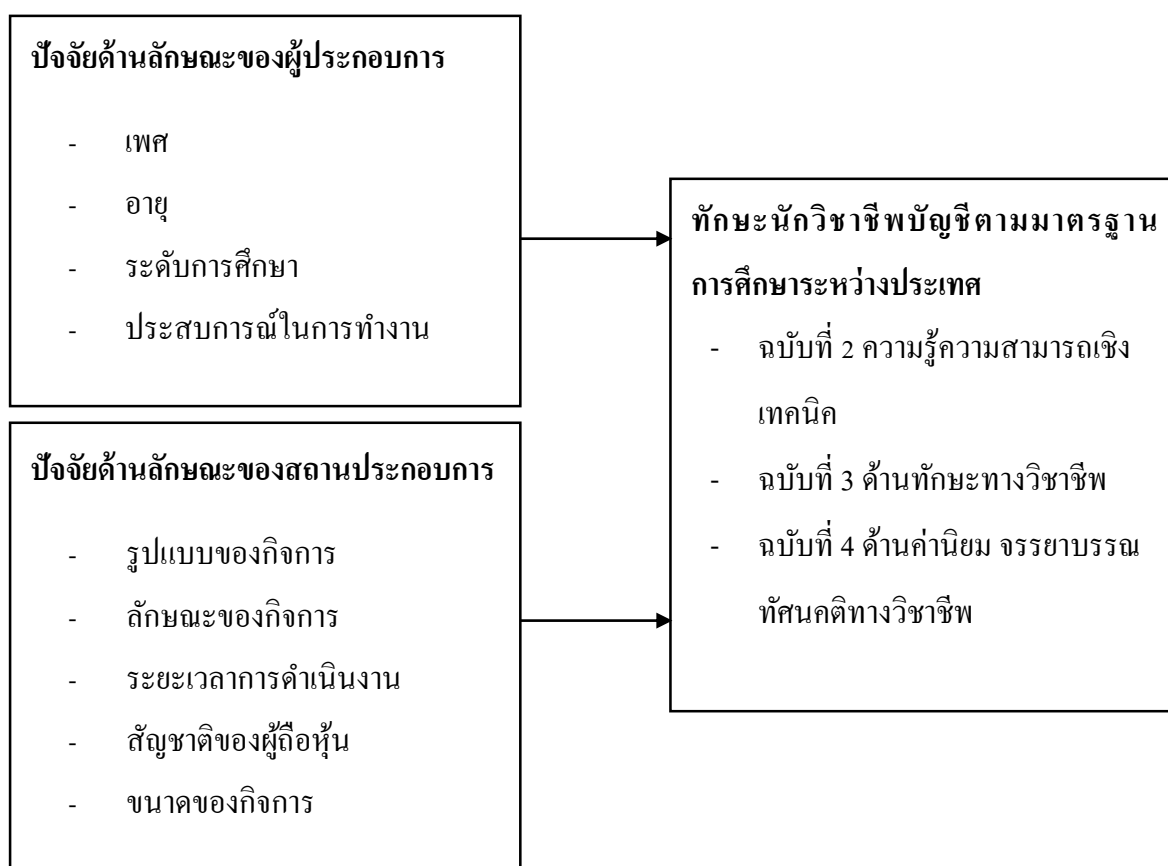 ปัจจัยด้านลักษณะของผู้ประกอบการ
- เพศ
- อายุ
- ระดับการศึกษา
- ประสบการณ์ในการทำงาน
ปัจจัยด้านลักษณะของสถานประกอบการ
- รูปแบบของกิจการ
- ลักษณะของกิจการ
- ระยะเวลาการดำเนินงาน
- สัญชาติของผู้ถือหุ้น
- ขนาดของกิจการ
ทักษะนักวิชาชีพบัญชีตามมาตรฐาน
การศึกษาระหว่างประเทศ
- ฉบับที่ 2 ความรู้ความสามารถเชิง
เทคนิค
- ฉบับที่ 3 ด้านทักษะทางวิชาชีพ
- ฉบับที่ 4 ด้านค่านิยม จรรยาบรรณ
ทัศนคติทางวิชาชีพ